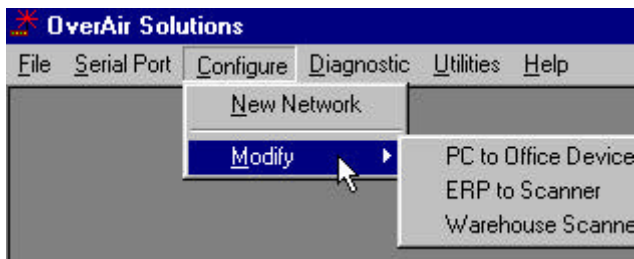 OverAir Solutions
File Serial Port Configure Diagnostic Utilities Help
New Network
Modify
PC to Office Device
ERP to Scanner
Warehouse Scanne